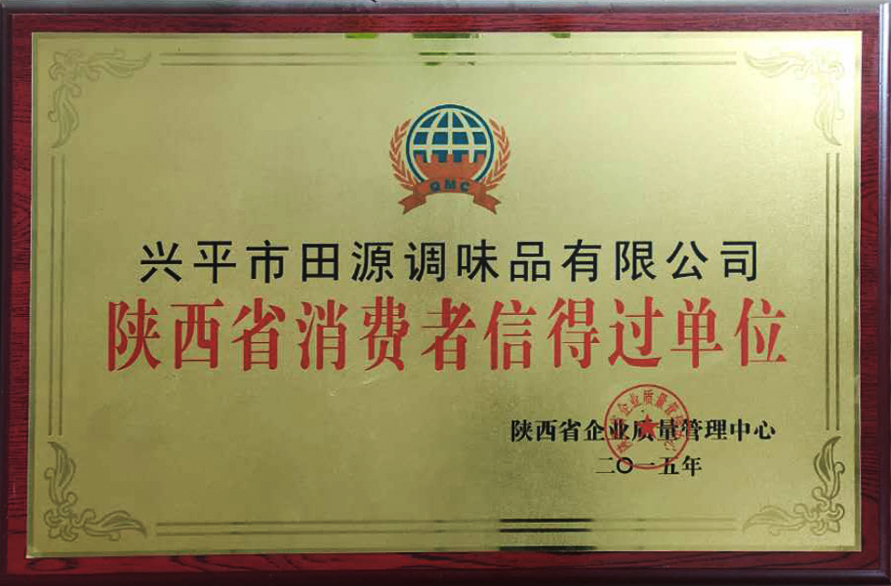 QMC
兴平市田源调味品有限公司
陕西省消费者信得过单位
陕西省企业质量管理中心
二〇一五年